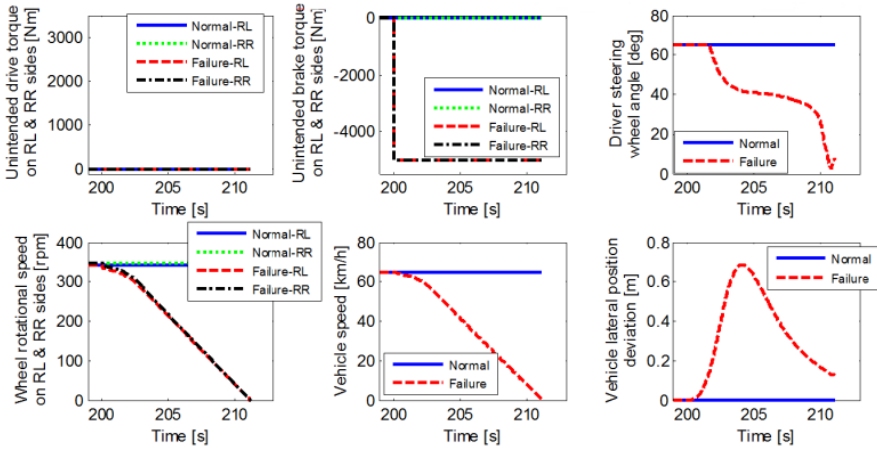 Unintended drive torque
on RL & RR sides [Nm]
3000
2000
1000
0
200
205
210
Time [s]
Normal-RL
Normal-RR
Failure-RL
Failure-RR
Unintended brake torque
on RL & RR sides [Nm]
0
-2000
-4000
200
205
210
Time [s]
Normal-RL
Normal-RR
Failure-RL
Failure-RR
Driver steering
wheel angle [deg]
80
60
40
20
0
200
205
210
Time [s]
Normal
Failure
Wheel rotational speed
on RL & RR sides [rpm]
400
300
200
100
0
200
205
210
Time [s]
Normal-RL
Normal-RR
Failure-RL
Failure-RR
Vehicle speed [km/h]
80
60
40
20
0
200
205
210
Time [s]
Normal
Failure
Vehicle lateral position
deviation [m]
0.8
0.6
0.4
0.2
0
200
205
210
Time [s]
Normal
Failure